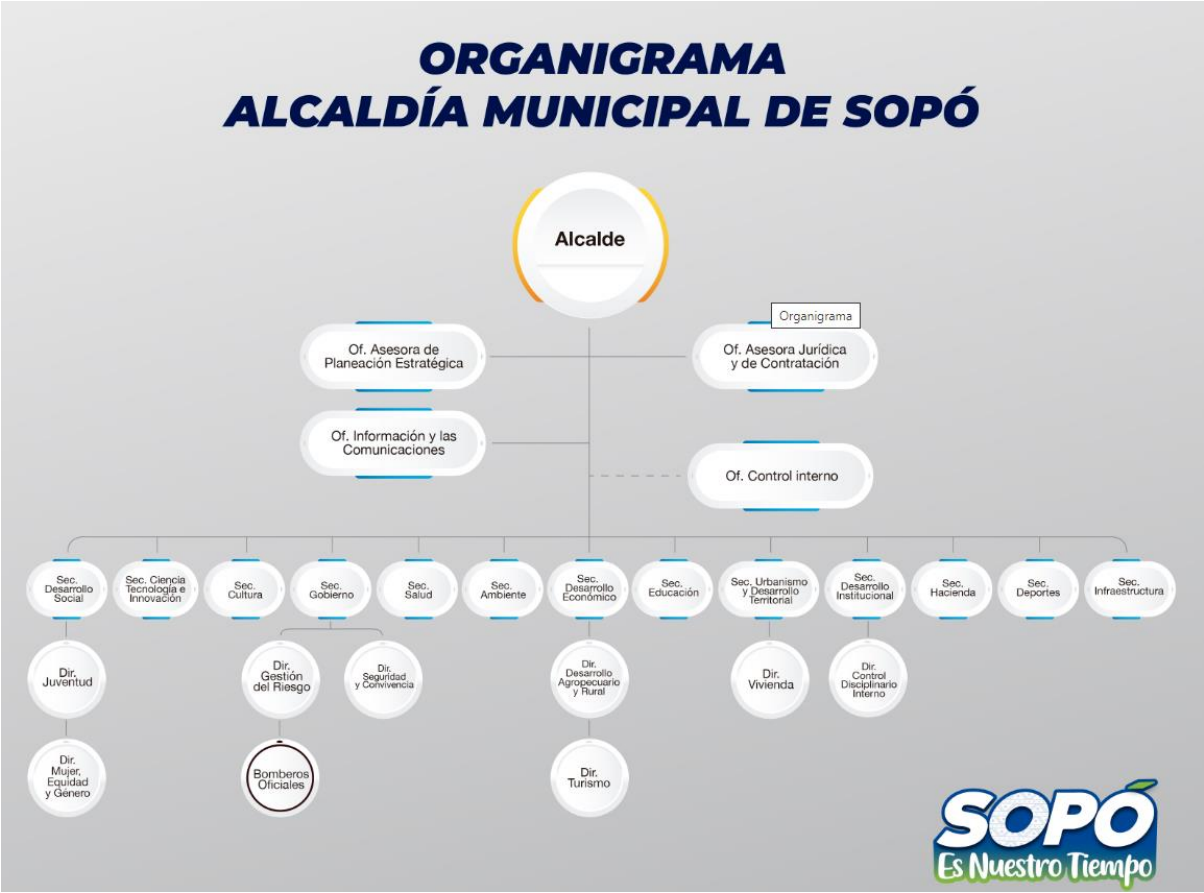 ORGANIGRAMA
ALCALDÍA MUNICIPAL DE SOPÓ
Alcalde
Organigrama
Of. Asesora de
Planeación Estratégica
Of. Asesora Jurídica
y de Contratación
Of. Información y las
Comunicaciones
Of. Control interno
Sec.
Desarrollo
Social
Sec. Ciencia
Tecnología e
Innovación
Sec.
Cultura
Sec.
Gobierno
Sec.
Salud
Sec.
Ambiente
Sec.
Desarrollo
Económico
Sec.
Educación
Sec. Urbanismo
y Desarrollo
Territorial
Sec.
Desarrollo
Institucional
Sec.
Hacienda
Sec.
Deportes
Sec.
Infraestructura
Dir.
Juventud
Dir.
Gestión
del Riesgo
Dir.
Seguridad
y Convivencia
Dir.
Desarrollo
Agropecuario
y Rural
Dir.
Vivienda
Dir.
Control
Disciplinario
Interno
Dir.
Mujer,
Equidad
y Género
Bomberos
Oficiales
Dir.
Turismo
SOPÓ
Es Nuestro Tiempo